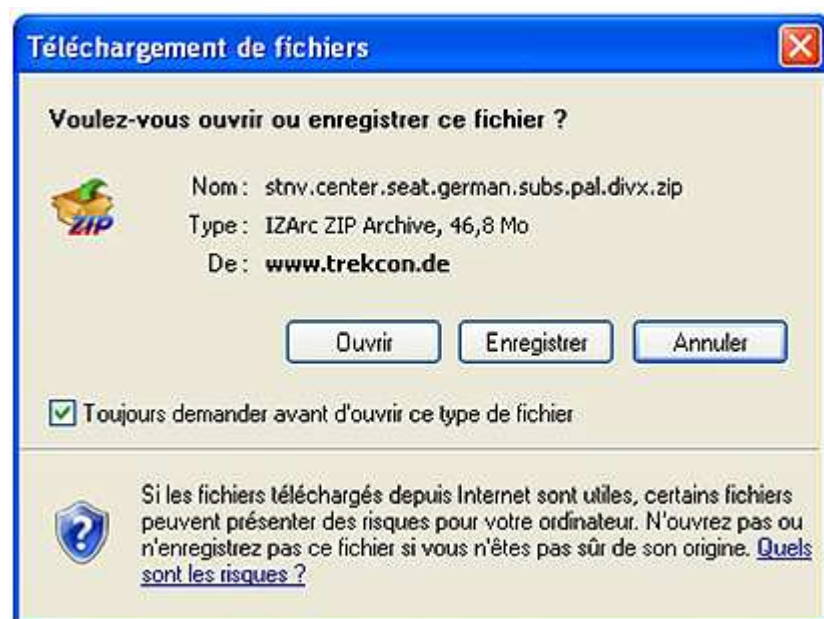 Téléchargement de fichiers
Voulez-vous ouvrir ou enregistrer ce fichier ?
ZIP
Nom : stnv.center.seat.german.subs.pal.divx.zip
Type : IZArc ZIP Archive, 46,8 Mo
De : www.trekcon.de
Ouvrir Enregistrer Annuler
Toujours demander avant d'ouvrir ce type de fichier
Si les fichiers téléchargés depuis Internet sont utiles, certains fichiers
peuvent présenter des risques pour votre ordinateur. N'ouvrez pas ou
n'enregistrez pas ce fichier si vous n'êtes pas sûr de son origine. Quels
sont les risques ?